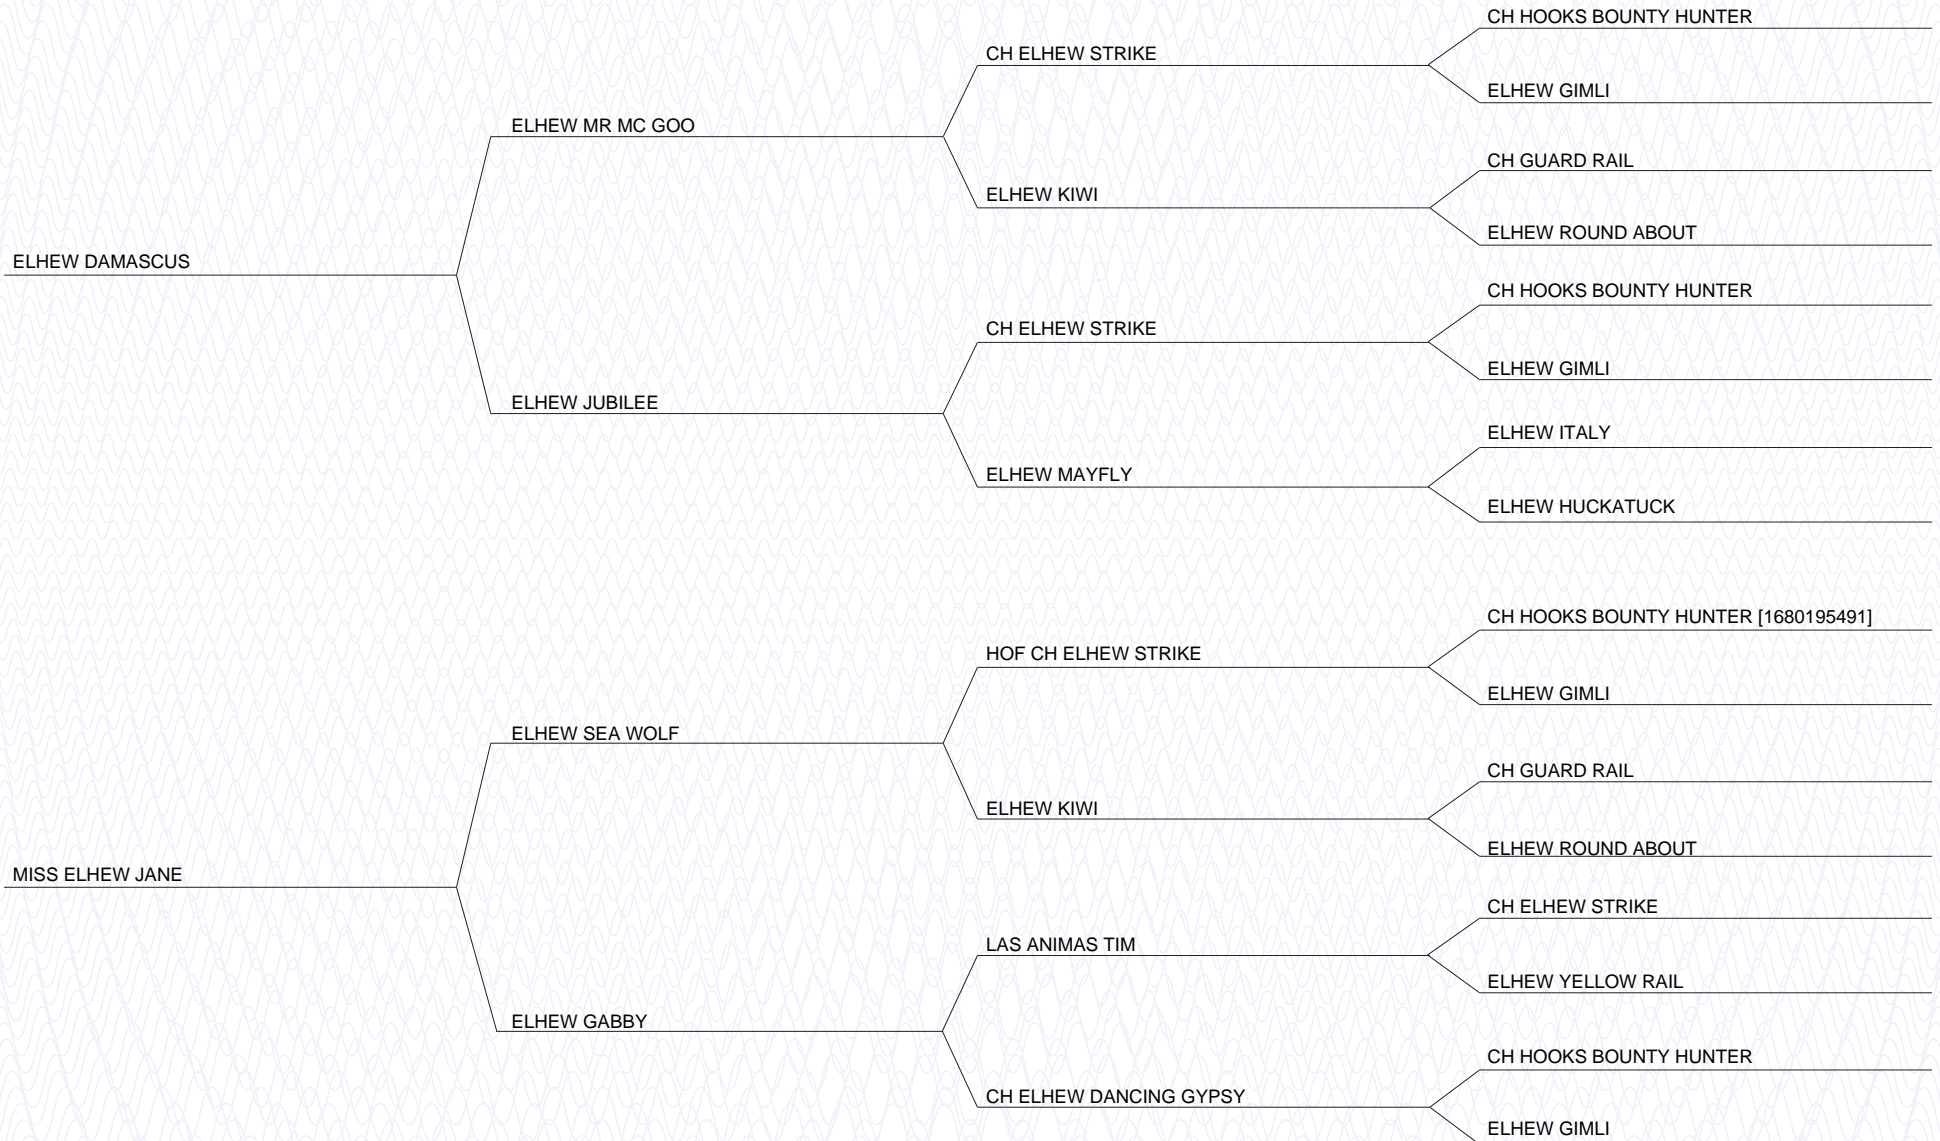 CH HOOKS BOUNTY HUNTER
CH ELHEW STRIKE
ELHEW GIMLI
ELHEW MR MC GOO
CH GUARD RAIL
ELHEW KIWI
ELHEW ROUND ABOUT
ELHEW DAMASCUS
CH HOOKS BOUNTY HUNTER
CH ELHEW STRIKE
ELHEW GIMLI
ELHEW JUBILEE
ELHEW ITALY
ELHEW MAYFLY
ELHEW HUCKATUCK
CH HOOKS BOUNTY HUNTER [1680195491]
HOF CH ELHEW STRIKE
ELHEW GIMLI
ELHEW SEA WOLF
CH GUARD RAIL
ELHEW KIWI
ELHEW ROUND ABOUT
MISS ELHEW JANE
CH ELHEW STRIKE
LAS ANIMAS TIM
ELHEW YELLOW RAIL
ELHEW GABBY
CH HOOKS BOUNTY HUNTER
CH ELHEW DANCING GYPSY
ELHEW GIMLI